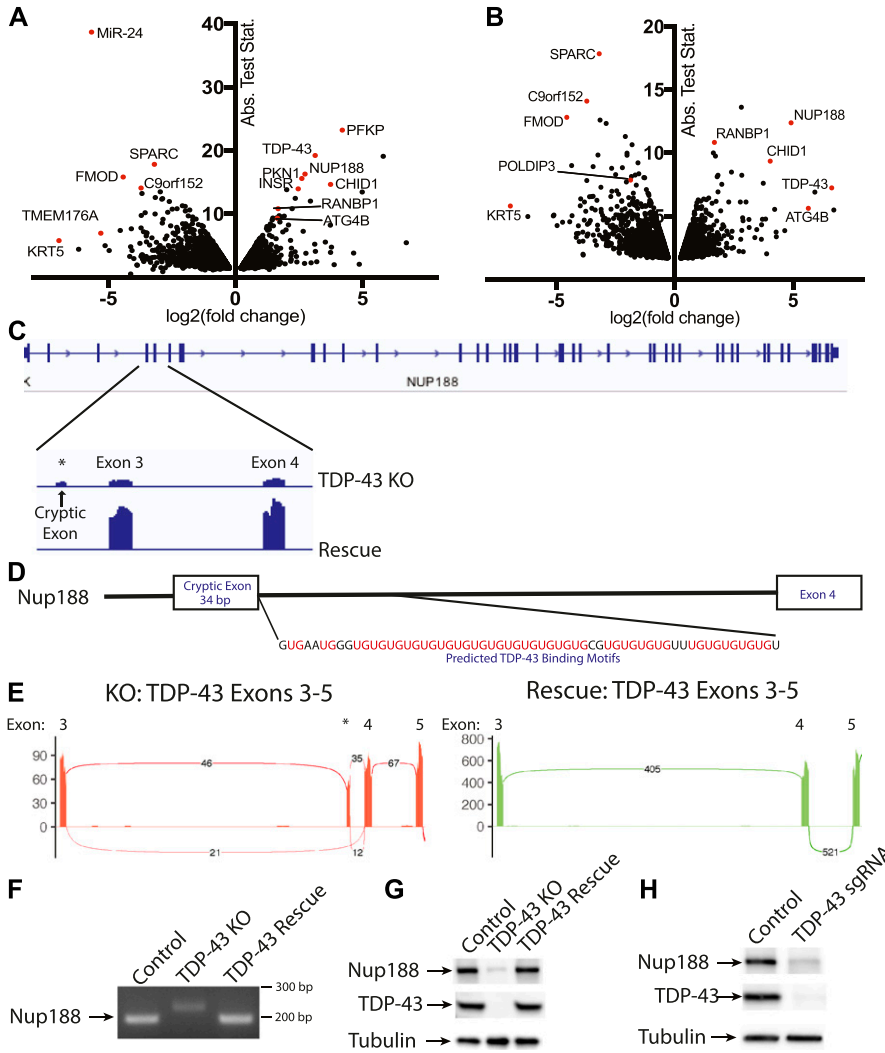 A
B
40
30
20
10
-5
0
5
log2(fold change)
Abs. Test Stat.
MiR-24
PFKP
TDP-43
SPARC
NUP188
PKN1
FMOD
C9orf152
INSR
CHID1
RANBP1
TMEM176A
ATG4B
KRT5
20
15
10
5
-5
0
5
log2(fold change)
Abs. Test Stat.
SPARC
C9orf152
NUP188
FMOD
RANBP1
CHID1
POLDIP3
TDP-43
KRT5
ATG4B
C
NUP188
* Exon 3 Exon 4
TDP-43 KO
Cryptic
Exon
Rescue
D
Nup188
Cryptic Exon
34 bp
Exon 4
GUGAAUGGGUGUGUGUGUGUGUGUGUGUGUGUGUGUGCGUGUGUGUGUUUGUGUGUGUGU
Predicted TDP-43 Binding Motifs
E
KO: TDP-43 Exons 3-5
Rescue: TDP-43 Exons 3-5
Exon: 3 * 4 5
90
60
30
0
46
35
67
21
12
Exon: 3 4 5
800
600
400
200
0
405
521
F
Control
TDP-43 KO
TDP-43 Rescue
300 bp
Nup188
200 bp
G
Control
TDP-43 KO
TDP-43 Rescue
Nup188
TDP-43
Tubulin
H
Control
TDP-43 sgRNA
Nup188
TDP-43
Tubulin